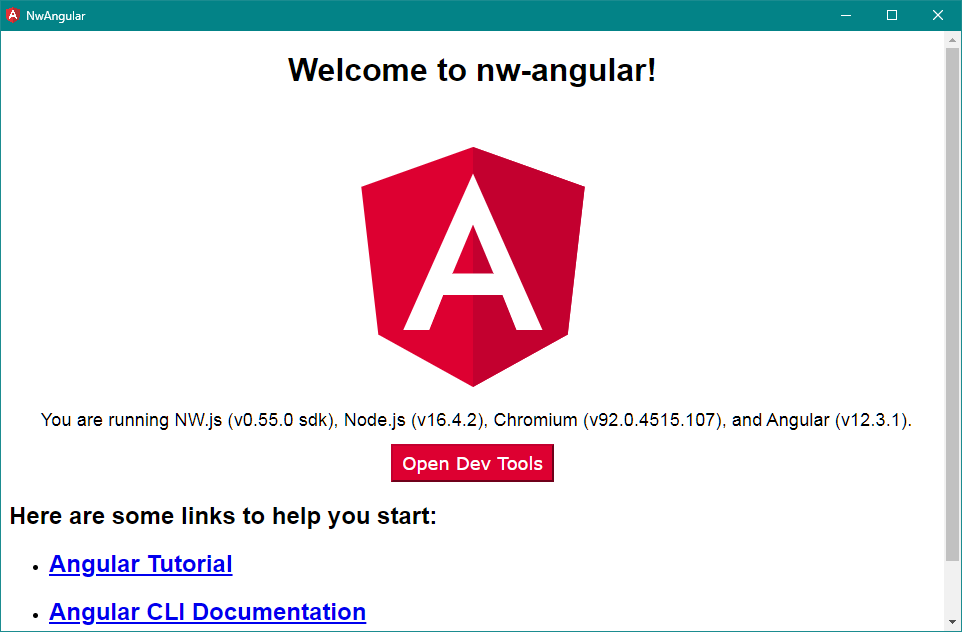 NwAngular
Welcome to nw-angular!
A
You are running NW.js (v0.55.0 sdk), Node.js (v16.4.2), Chromium (v92.0.4515.107), and Angular (v12.3.1).
Open Dev Tools
Here are some links to help you start:
Angular Tutorial
Angular CLI Documentation